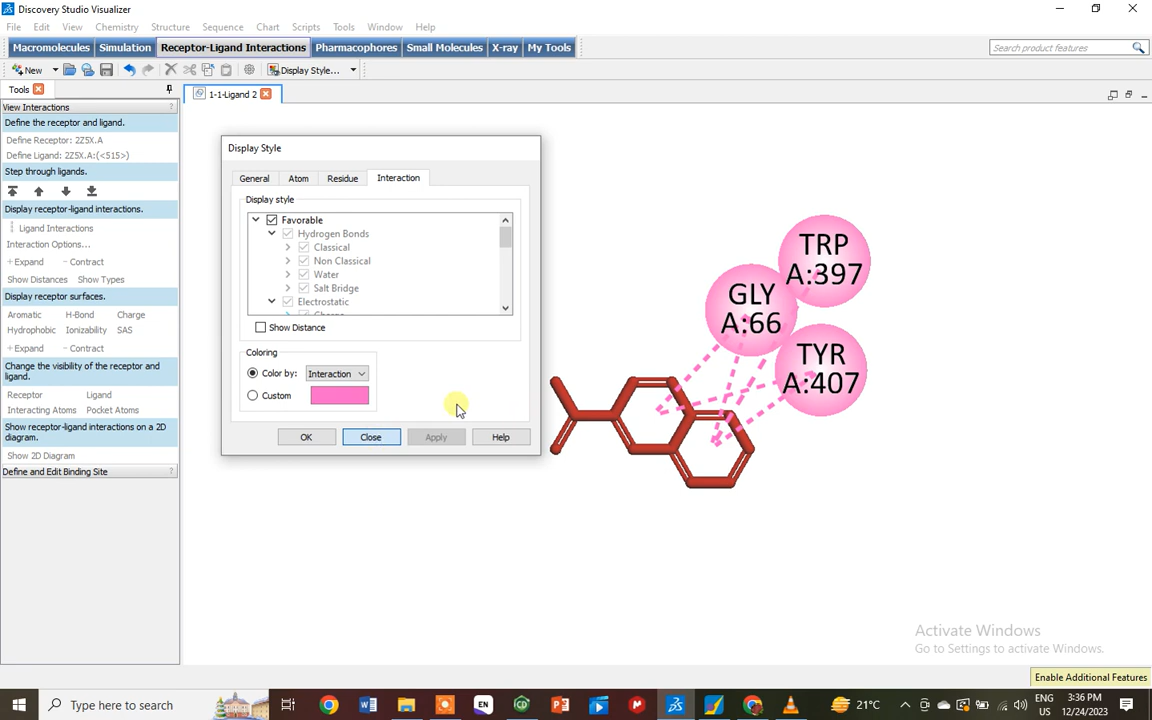 Discovery Studio Visualizer
File Edit View Chemistry Structure Sequence Chart Scripts Tools Window Help
Macromolecules Simulation Receptor-Ligand Interactions Pharmacophores Small Molecules X-ray My Tools
Search product features
New Display Style...
Tools
1-1-Ligand 2
View Interactions ?
Define the receptor and ligand.
Define Receptor: 2Z5X.A
Define Ligand: 2Z5X.A:(<515>)
Step through ligands.
Display receptor-ligand interactions.
Ligand Interactions
Interaction Options...
+Expand -Contract
Show Distances Show Types
Display receptor surfaces.
Aromatic H-Bond Charge
Hydrophobic Ionizability SAS
+Expand -Contract
Change the visibility of the receptor and
ligand.
Receptor Ligand
Interacting Atoms Pocket Atoms
Show receptor-ligand interactions on a 2D
diagram.
Show 2D Diagram
Define and Edit Binding Site ?
Display Style
General Atom Residue Interaction
Display style
Favorable
Hydrogen Bonds
Classical
Non Classical
Water
Salt Bridge
Electrostatic
Show Distance
Coloring
Color by: Interaction
Custom
OK Close Apply Help
TRP
A:397
GLY
A:66
TYR
A:407
Activate Windows
Go to Settings to activate Windows.
Enable Additional Features
Type here to search
EN
21°C
ENG
US
3:36 PM
12/24/2023